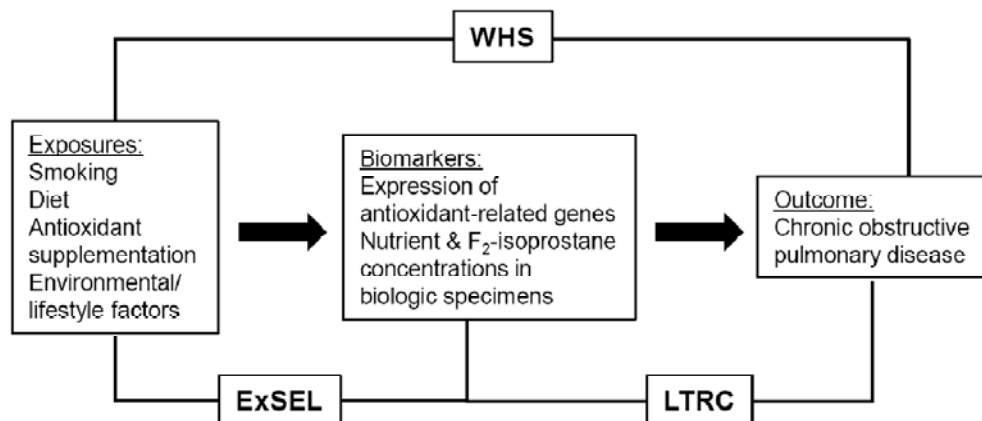 WHS
Exposures:
Smoking
Diet
Antioxidant
supplementation
Environmental/
lifestyle factors
Biomarkers:
Expression of
antioxidant-related genes
Nutrient & F₂-isoprostane
concentrations in
biologic specimens
Outcome:
Chronic obstructive
pulmonary disease
ExSEL
LTRC